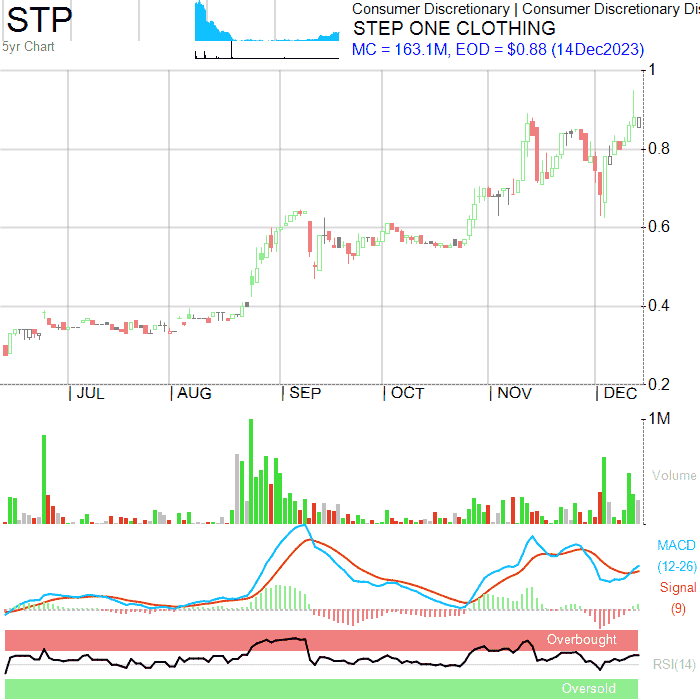 STP
5yr Chart
Consumer Discretionary | Consumer Discretionary Dis
STEP ONE CLOTHING
MC = 163.1M, EOD = $0.88 (14Dec2023)
1
0.8
0.6
0.4
0.2
| JUL | AUG | SEP | OCT | NOV | DEC
1M
Volume
MACD
(12-26)
Signal
(9)
Overbought
RSI(14)
Oversold